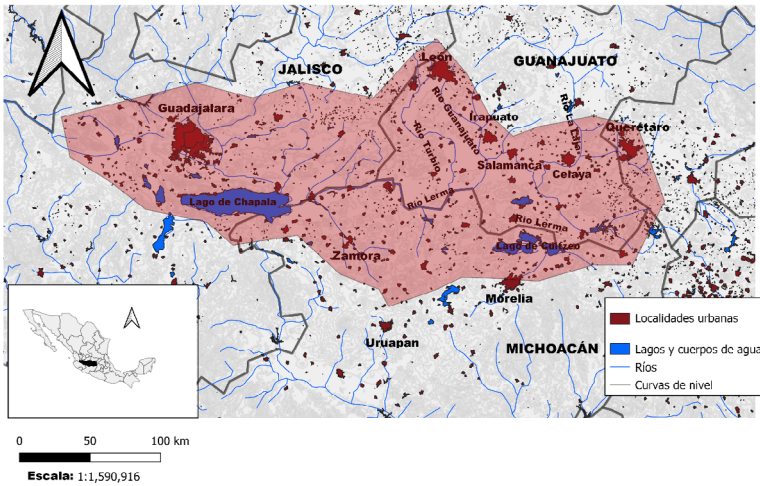 JALISCO
GUANAJUATO
León
Guadalajara
Río Guanajuato
Irapuato
Río La Laja
Querétaro
Río Turbio
Salamanca
Celaya
Lago de Chapala
Río Lerma
Río Lerma
Zamora
Lago de Cuitzeo
Morelia
Uruapan
MICHOACÁN
Localidades urbanas
Lagos y cuerpos de agua
Ríos
Curvas de nivel
0 50 100 km
Escala: 1:1,590,916